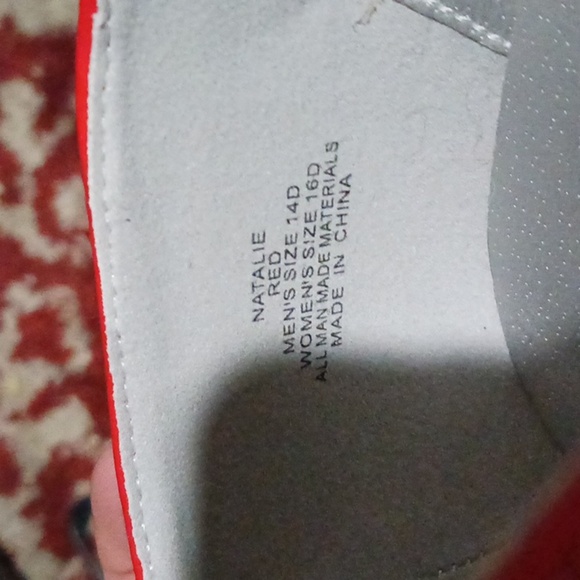 NATALIE
RED
MEN'S SIZE 14D
WOMEN'S SIZE 16D
ALL MAN MADE MATERIALS
MADE IN CHINA